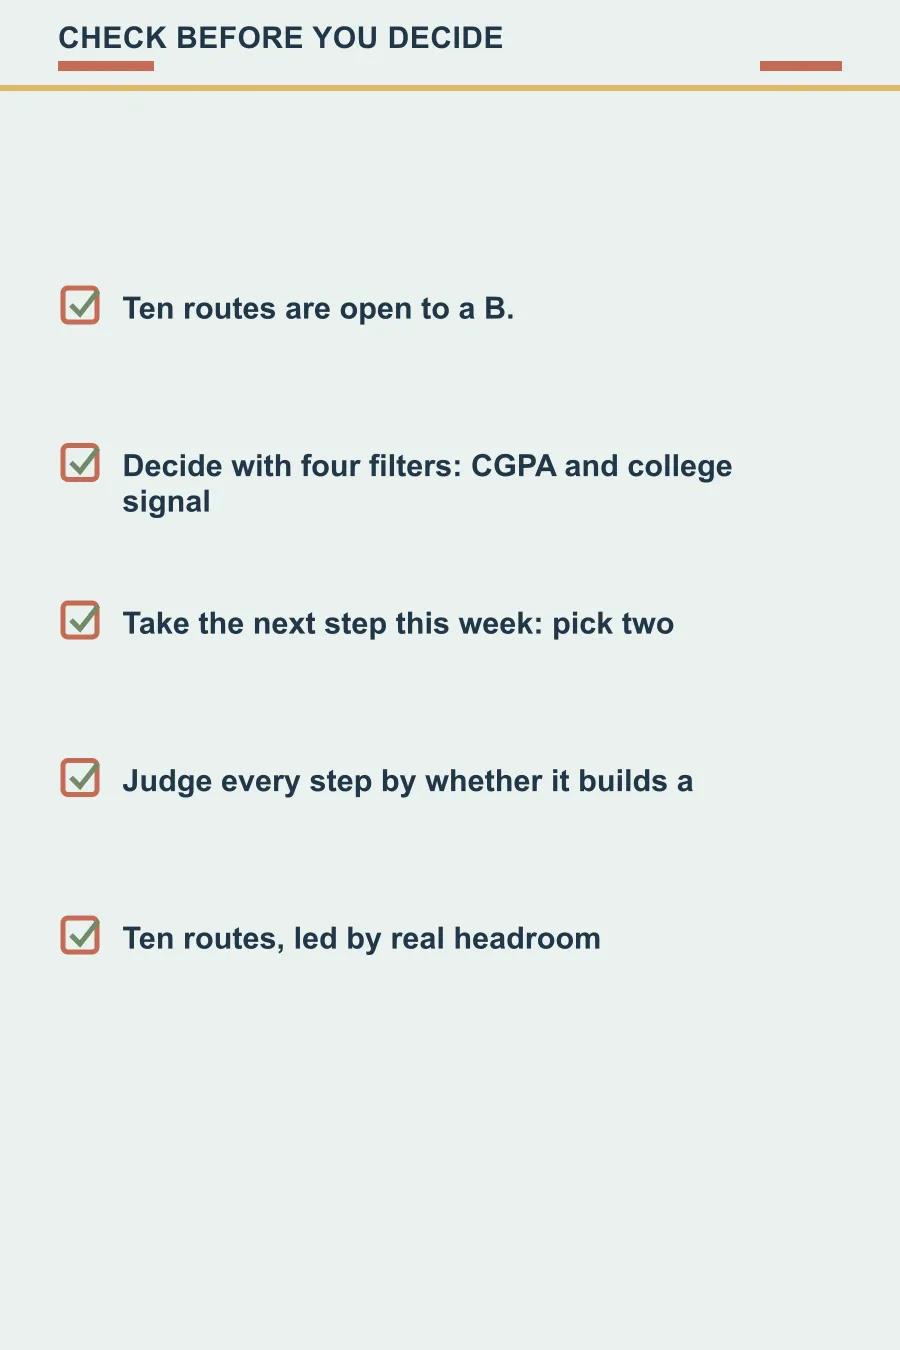 CHECK BEFORE YOU DECIDE
Ten routes are open to a B.
Decide with four filters: CGPA and college
signal
Take the next step this week: pick two
Judge every step by whether it builds a
Ten routes, led by real headroom